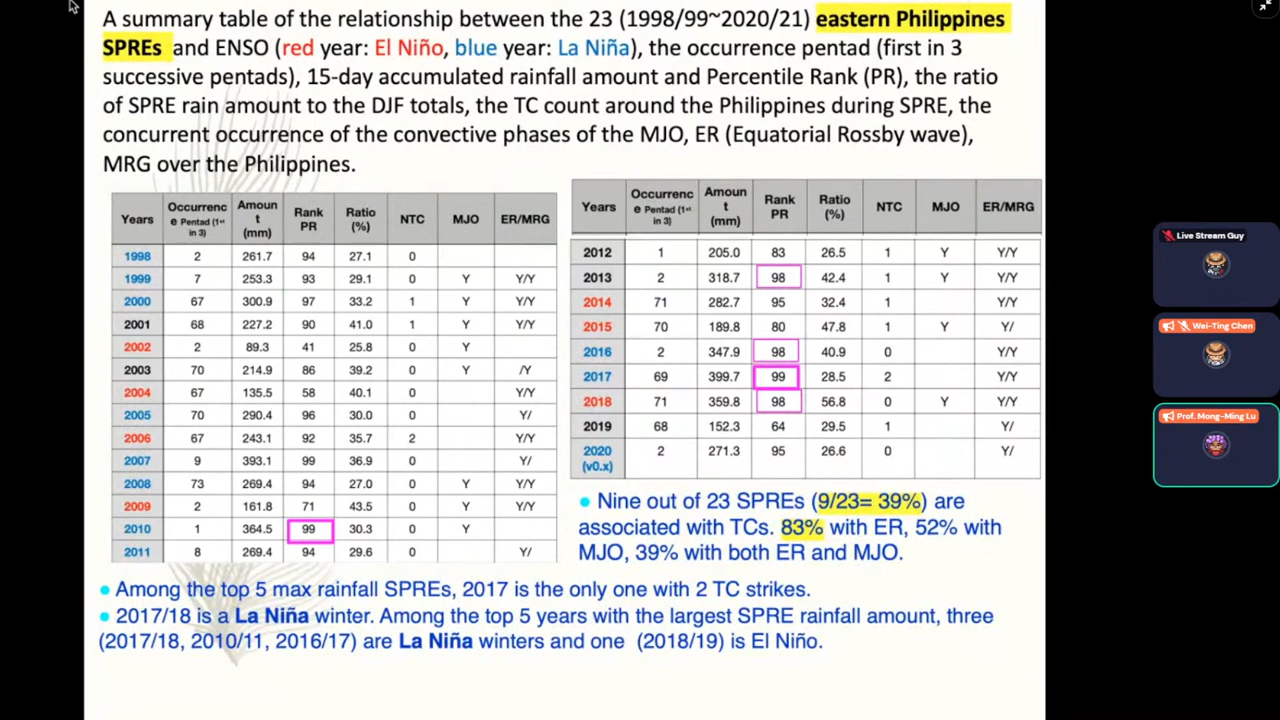 A summary table of the relationship between the 23 (1998/99~2020/21) eastern Philippines
SPREs and ENSO (red year: El Niño, blue year: La Niña), the occurrence pentad (first in 3
successive pentads), 15-day accumulated rainfall amount and Percentile Rank (PR), the ratio
of SPRE rain amount to the DJF totals, the TC count around the Philippines during SPRE, the
concurrent occurrence of the convective phases of the MJO, ER (Equatorial Rossby wave),
MRG over the Philippines.
Years Occurrenc e Pentad (1st in 3) Amoun t (mm) Rank PR Ratio (%) NTC MJO ER/MRG
1998 2 261.7 94 27.1 0
1999 7 253.3 93 29.1 0 Y Y/Y
2000 67 300.9 97 33.2 1 Y Y/Y
2001 68 227.2 90 41.0 1 Y Y/Y
2002 2 89.3 41 25.8 0 Y
2003 70 214.9 86 39.2 0 Y /Y
2004 67 135.5 58 40.1 0 Y/Y
2005 70 290.4 96 30.0 0 Y/
2006 67 243.1 92 35.7 2 Y/Y
2007 9 393.1 99 36.9 0 Y/
2008 73 269.4 94 27.0 0 Y Y/Y
2009 2 161.8 71 43.5 0 Y Y/Y
2010 1 364.5 99 30.3 0 Y
2011 8 269.4 94 29.6 0 Y/
Years Occurrenc e Pentad (1st in 3) Amoun t (mm) Rank PR Ratio (%) NTC MJO ER/MRG
2012 1 205.0 83 26.5 1 Y Y/Y
2013 2 318.7 98 42.4 1 Y Y/Y
2014 71 282.7 95 32.4 1 Y/Y
2015 70 189.8 80 47.8 1 Y Y/
2016 2 347.9 98 40.9 0 Y/Y
2017 69 399.7 99 28.5 2 Y/Y
2018 71 359.8 98 56.8 0 Y Y/Y
2019 68 152.3 64 29.5 1 Y/
2020 (v0.x) 2 271.3 95 26.6 0 Y/
• Nine out of 23 SPREs (9/23= 39%) are
associated with TCs. 83% with ER, 52% with
MJO, 39% with both ER and MJO.
• Among the top 5 max rainfall SPREs, 2017 is the only one with 2 TC strikes.
• 2017/18 is a La Niña winter. Among the top 5 years with the largest SPRE rainfall amount, three
(2017/18, 2010/11, 2016/17) are La Niña winters and one (2018/19) is El Niño.
Live Stream Guy
Wei-Ting Chen
Prof. Mong-Ming Lu